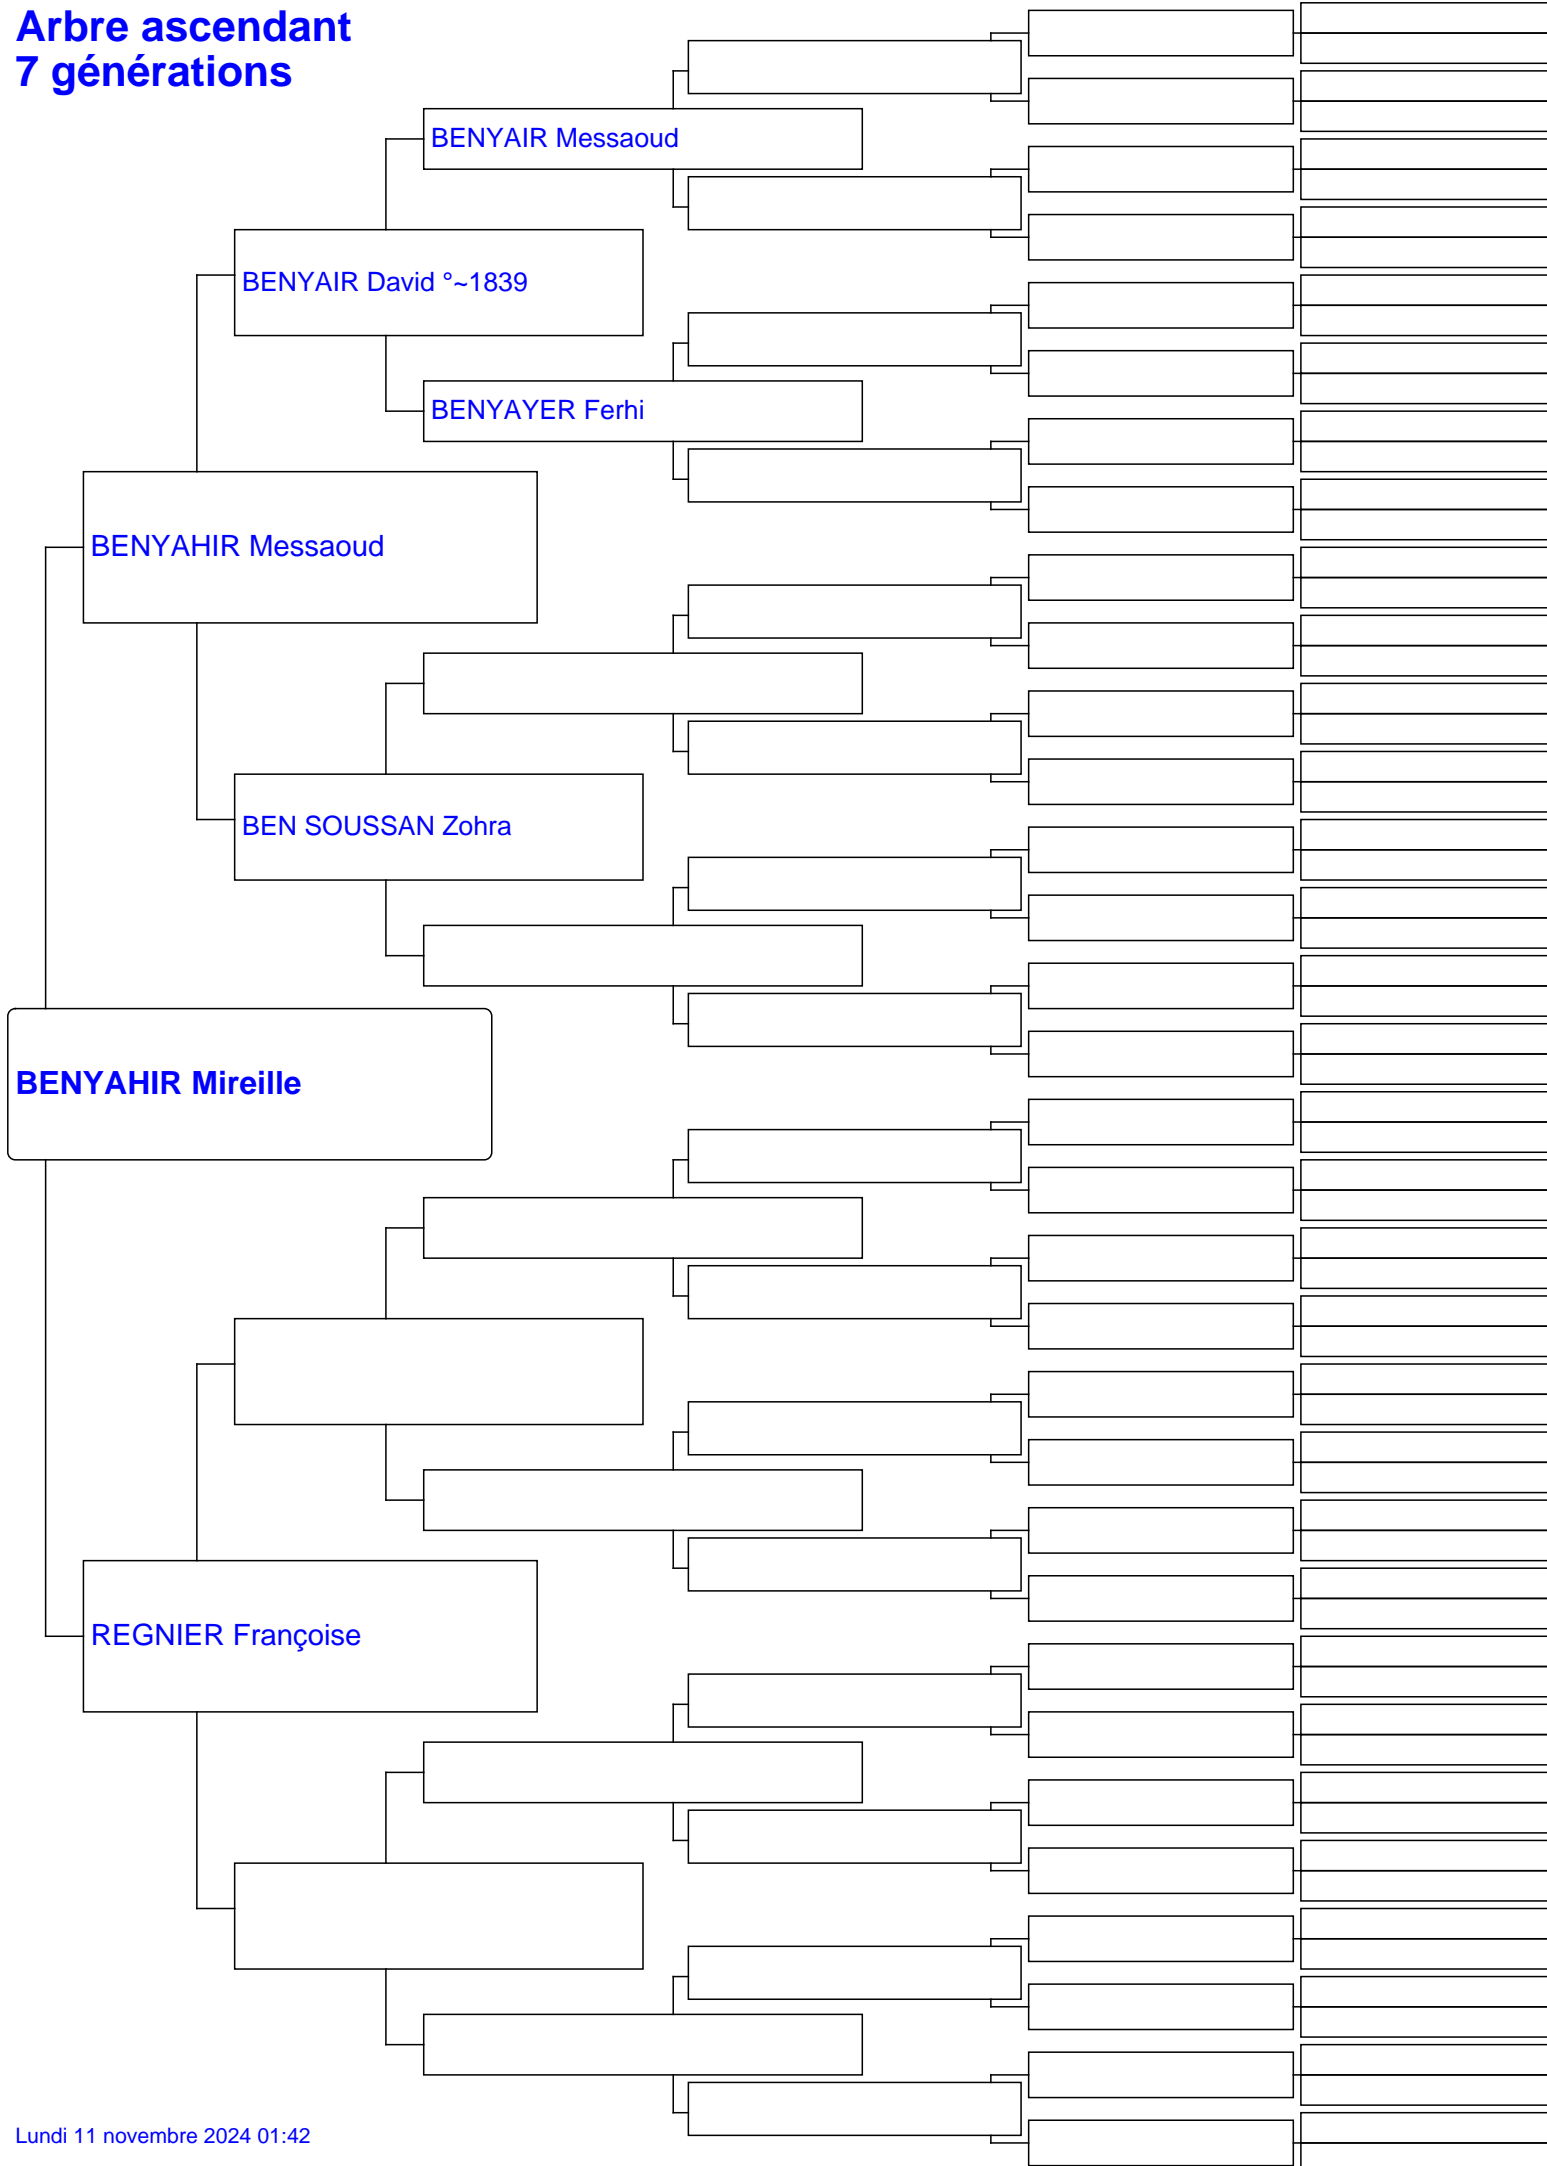 Arbre ascendant
7 générations
BENYAIR Messaoud
BENYAIR David °~1839
BENYAYER Ferhi
BENYAHIR Messaoud
BEN SOUSSAN Zohra
BENYAHIR Mireille
REGNIER Françoise
Lundi 11 novembre 2024 01:42